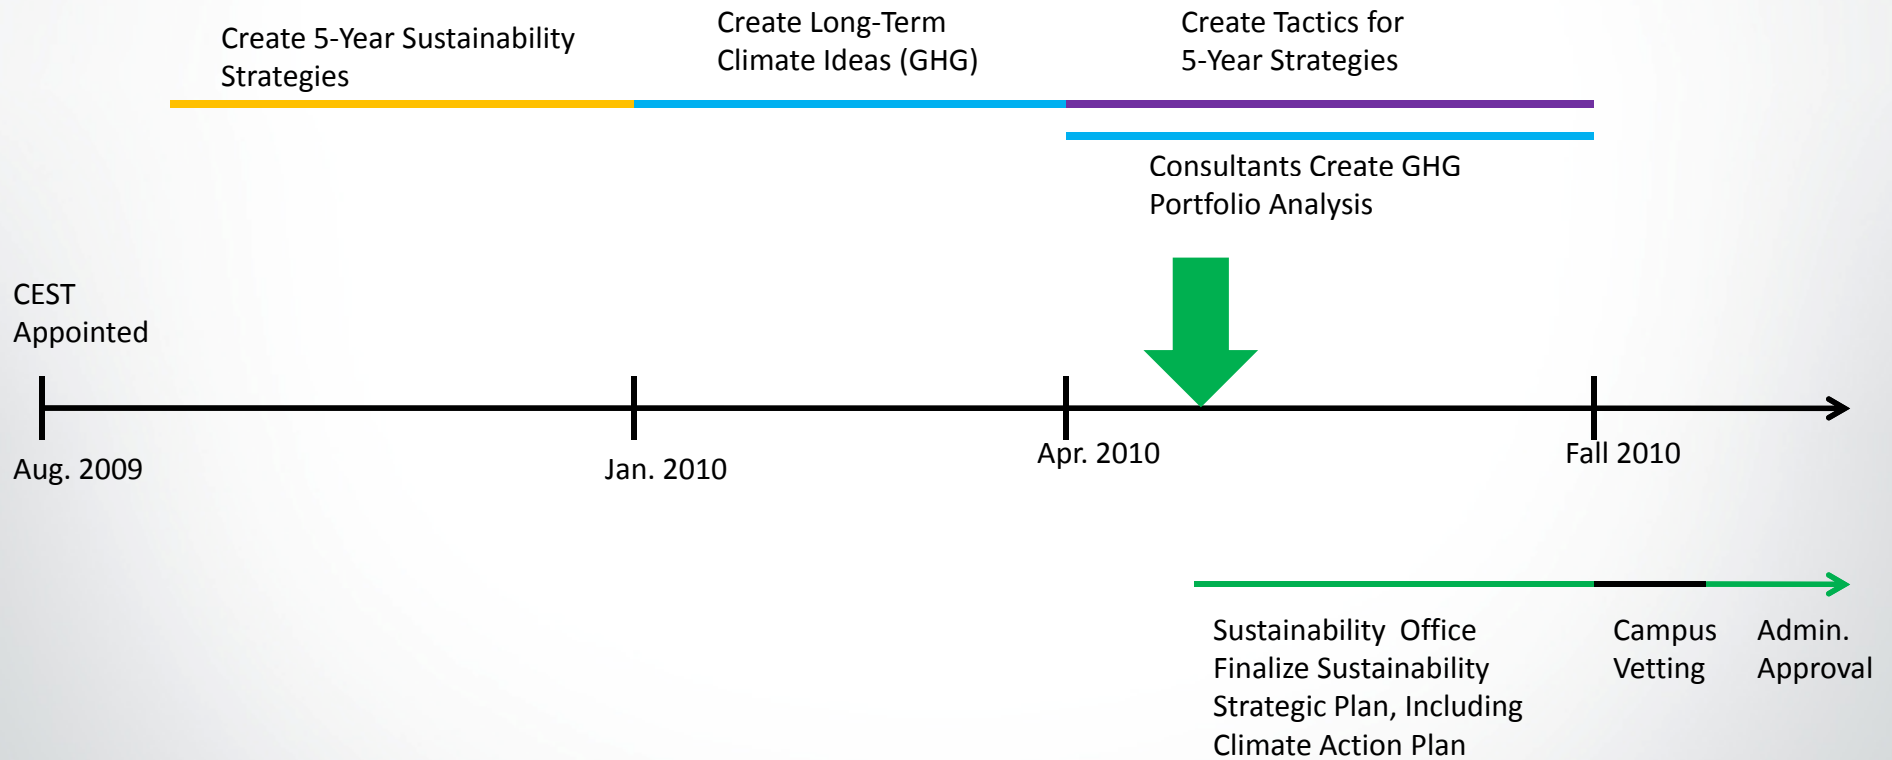 Create 5-Year Sustainability
Strategies
Create Long-Term
Climate Ideas (GHG)
Create Tactics for
5-Year Strategies
Consultants Create GHG
Portfolio Analysis
CEST
Appointed
Aug. 2009
Jan. 2010
Apr. 2010
Fall 2010
Sustainability Office
Finalize Sustainability
Strategic Plan, Including
Climate Action Plan
Campus
Vetting
Admin.
Approval